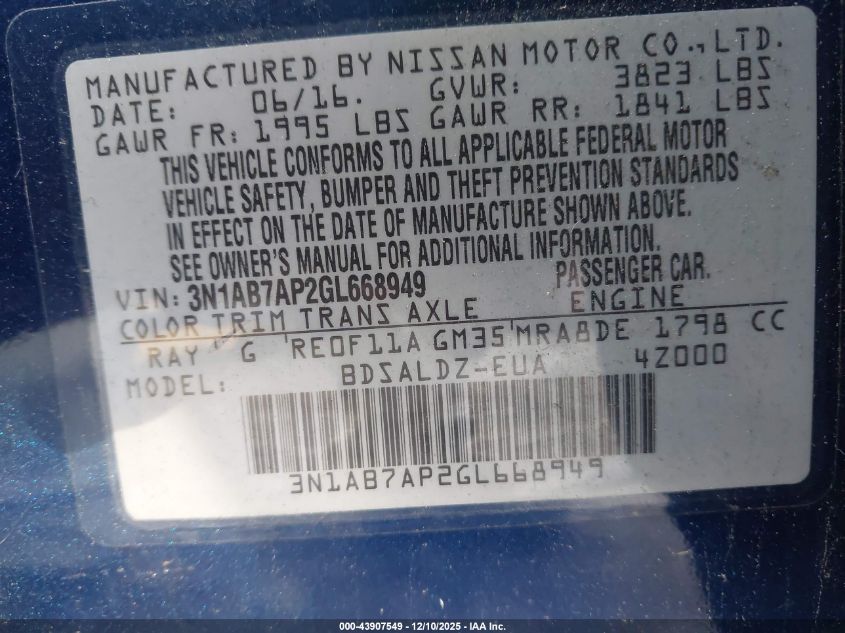 MANUFACTURED BY NISSAN MOTOR CO., LTD.
DATE: 06/16. GVWR: 3823 LBS
GAWR FR: 1995 LBS GAWR RR: 1841 LBS
THIS VEHICLE CONFORMS TO ALL APPLICABLE FEDERAL MOTOR
VEHICLE SAFETY, BUMPER AND THEFT PREVENTION STANDARDS
IN EFFECT ON THE DATE OF MANUFACTURE SHOWN ABOVE.
SEE OWNER'S MANUAL FOR ADDITIONAL INFORMATION.
VIN: 3N1AB7AP2GL668949 PASSENGER CAR.
COLOR TRIM TRANS AXLE ENGINE
RAY G RE0F11A GM35 MRA8DE 1798 CC
MODEL: BDSALDZ-EUA 4Z000
3N1AB7AP2GL668949
000-43907549 - 12/10/2025 - IAA Inc.